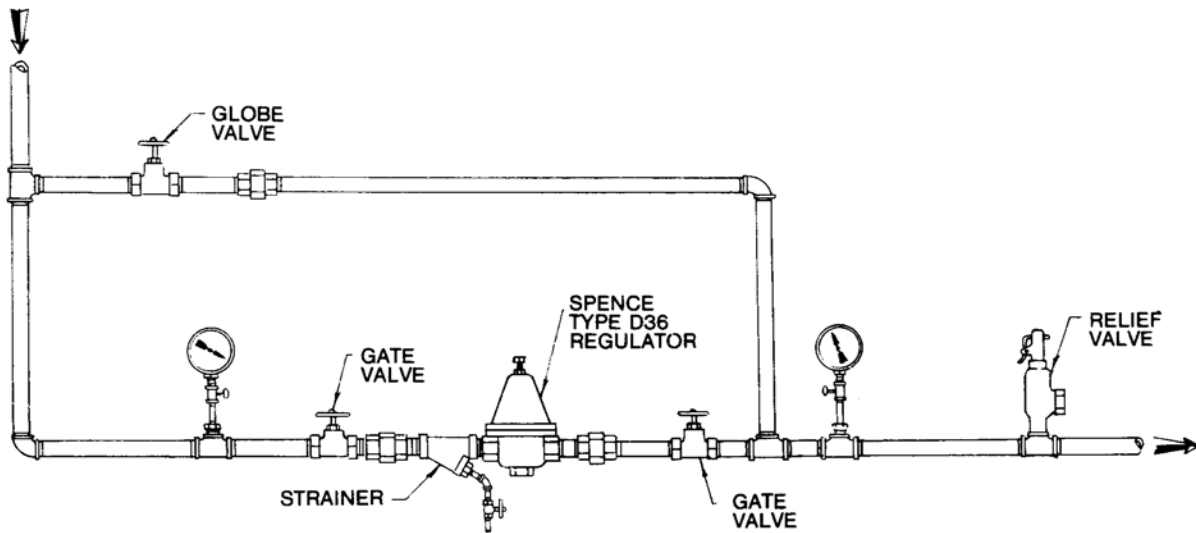 GLOBE
VALVE
SPENCE
TYPE D36
REGULATOR
RELIEF
VALVE
GATE
VALVE
STRAINER
GATE
VALVE